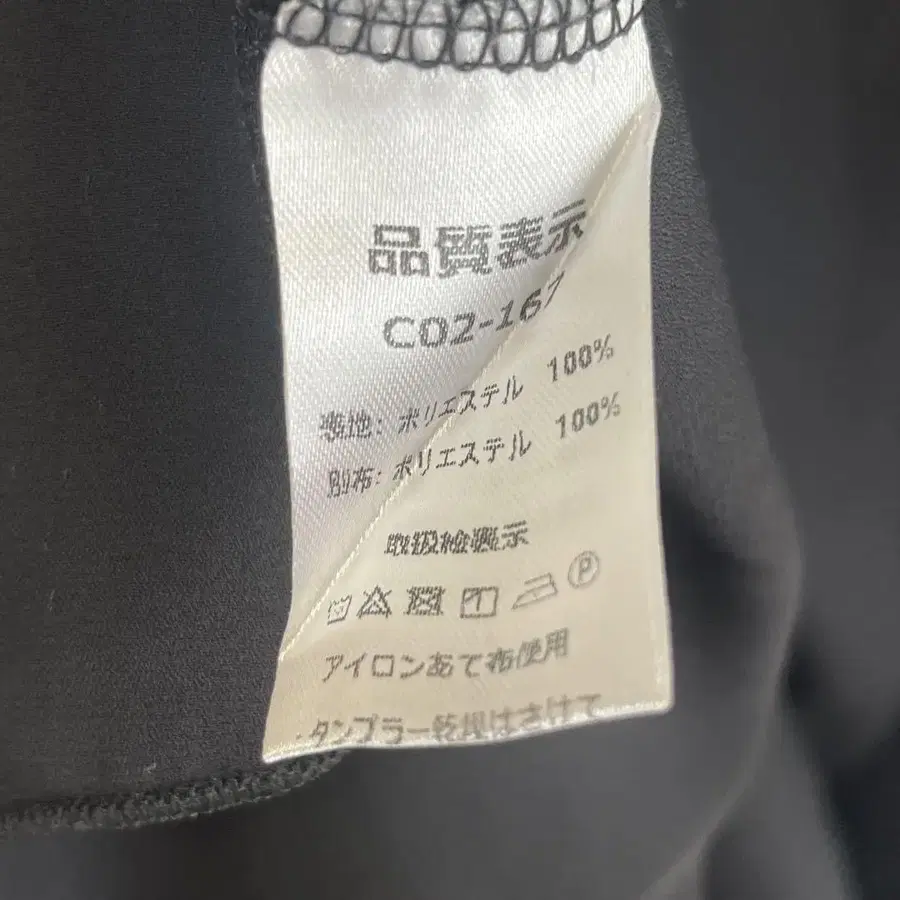 品質表示
C02-167
表地: ポリエステル 100%
別布: ポリエステル 100%
取扱絵表示
P
アイロンあて布使用
・タンブラー乾燥はさけて